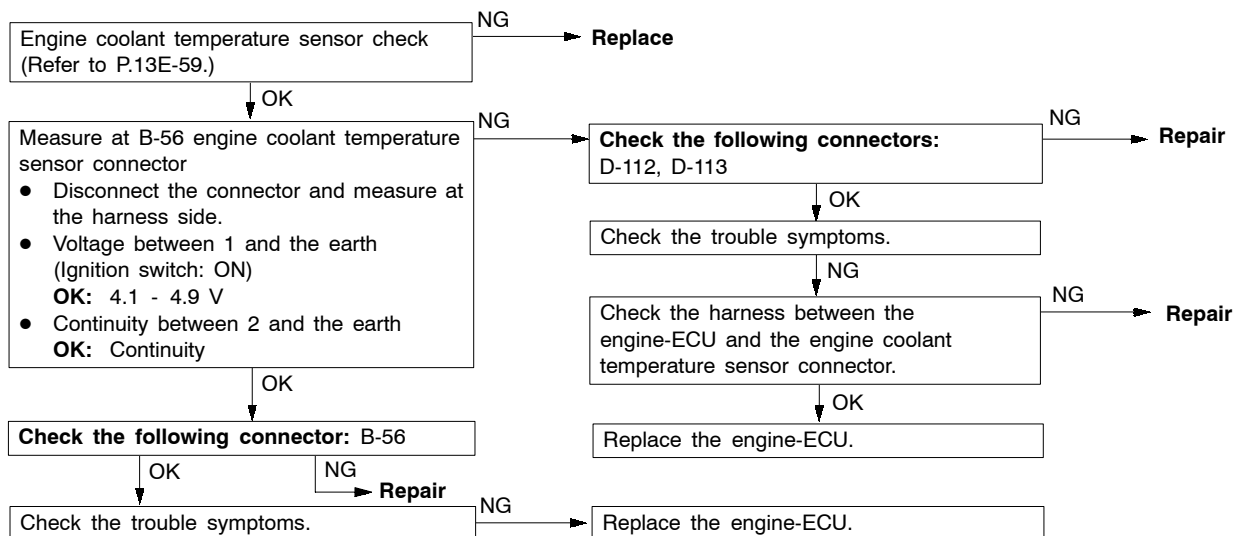 Engine coolant temperature sensor check
(Refer to P.13E-59.)
NG
Replace
OK
Measure at B-56 engine coolant temperature
sensor connector
● Disconnect the connector and measure at
the harness side.
● Voltage between 1 and the earth
(Ignition switch: ON)
OK: 4.1 - 4.9 V
● Continuity between 2 and the earth
OK: Continuity
NG
Check the following connectors:
D-112, D-113
NG
Repair
OK
Check the trouble symptoms.
NG
Check the harness between the
engine-ECU and the engine coolant
temperature sensor connector.
NG
Repair
OK
Replace the engine-ECU.
OK
Check the following connector: B-56
OK
NG
Repair
Check the trouble symptoms.
NG
Replace the engine-ECU.